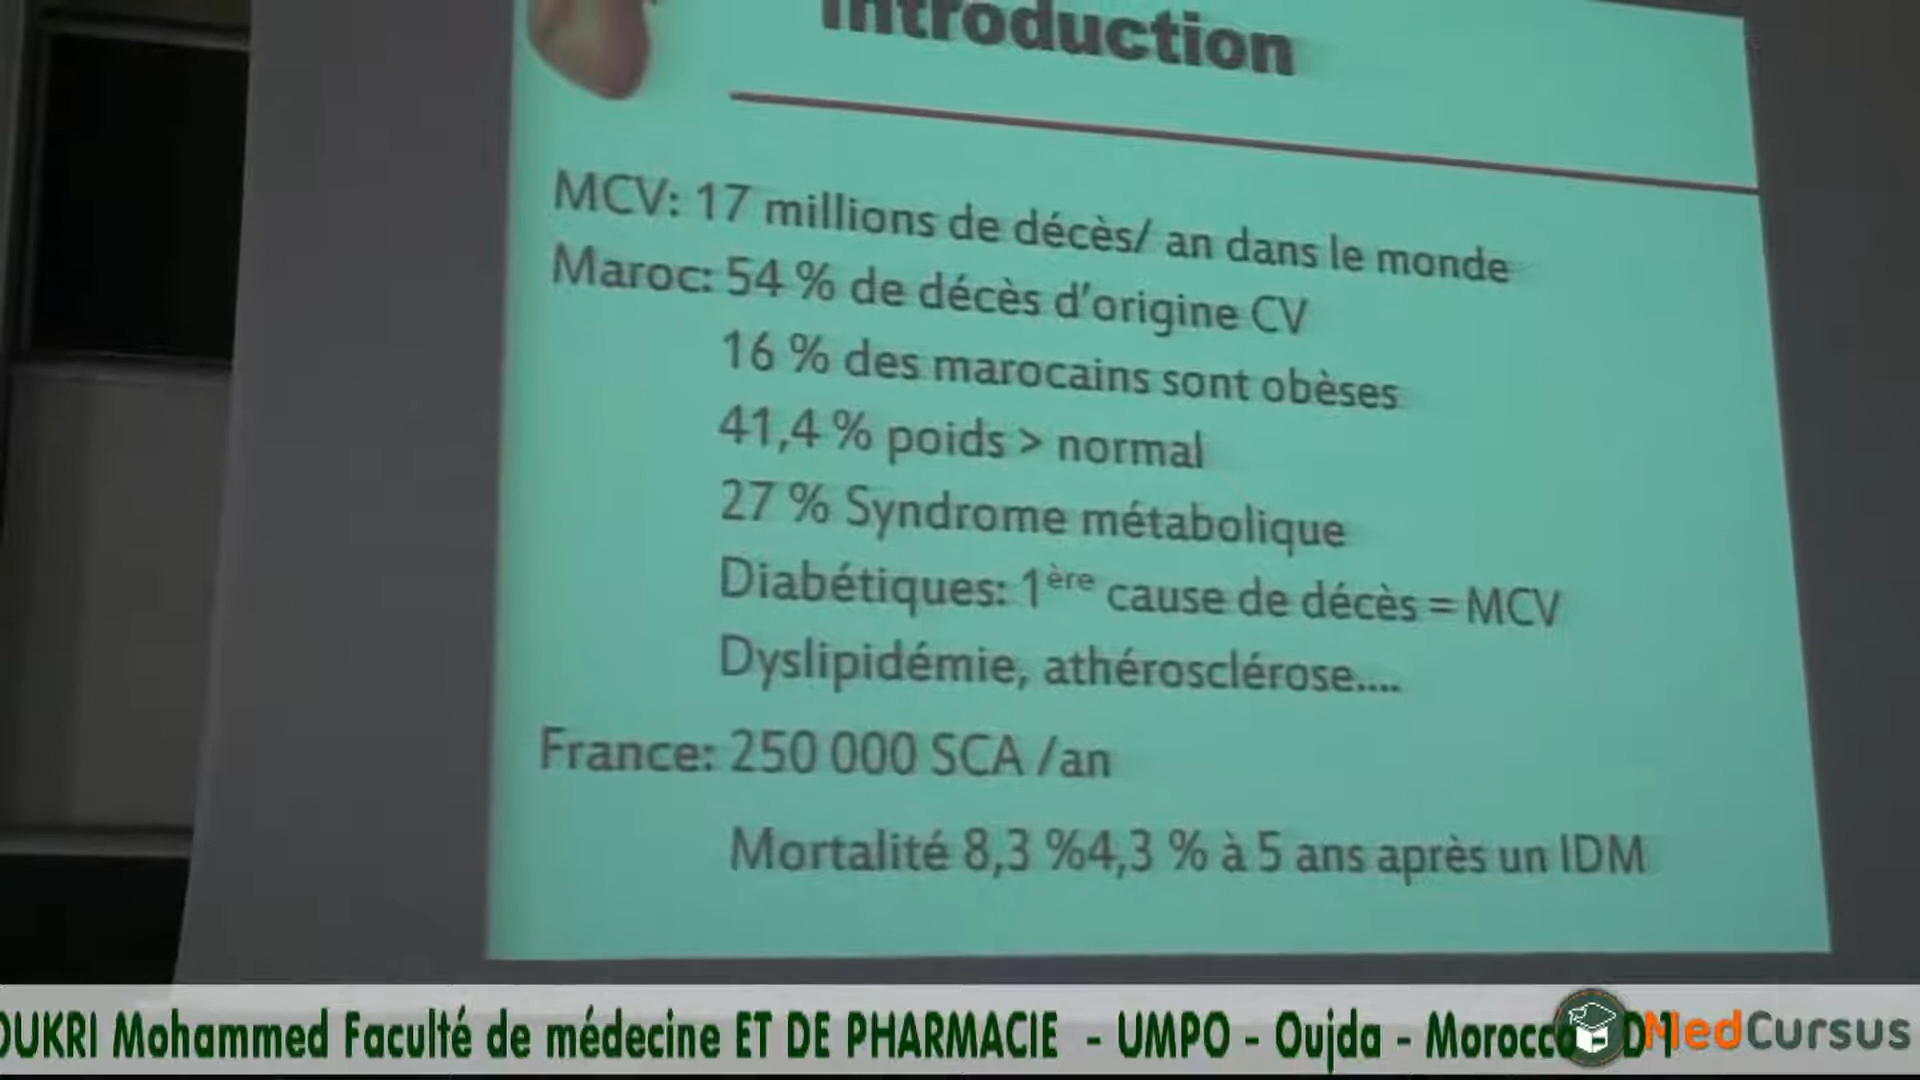 Introduction
MCV: 17 millions de décès/ an dans le monde
Maroc: 54 % de décès d'origine CV
16 % des marocains sont obèses
41,4 % poids > normal
27 % Syndrome métabolique
Diabétiques: 1ère cause de décès = MCV
Dyslipidémie, athérosclérose....
France: 250 000 SCA /an
Mortalité 8,3 %4,3 % à 5 ans après un IDM
OUKRI Mohammed Faculté de médecine ET DE PHARMACIE - UMPO - Oujda - Morocco - D1
MedCursus